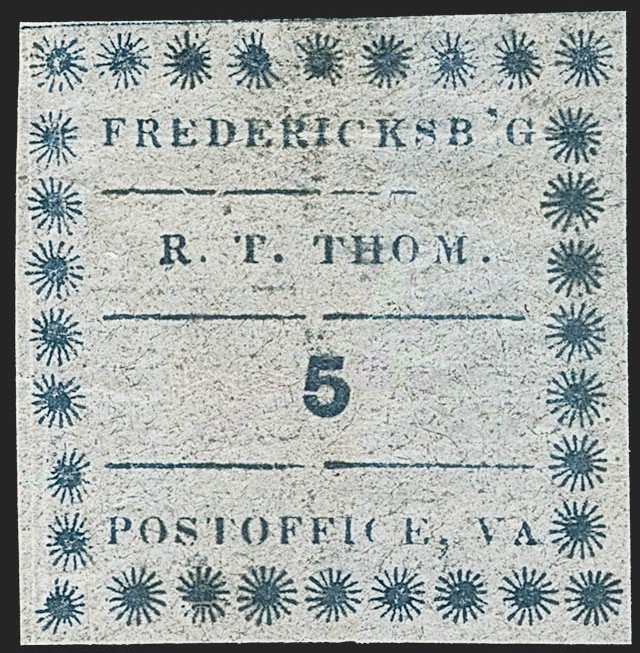 FREDERICKSB'G
R. T. THOM.
5
POSTOFFICE, VA